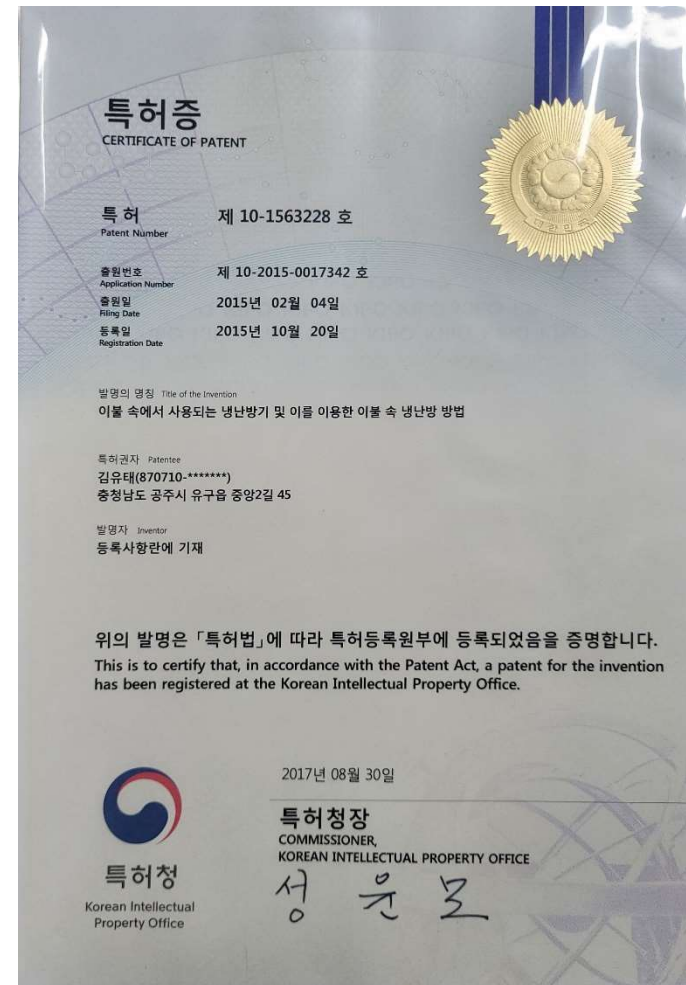 특허증
CERTIFICATE OF PATENT
특허 제 10-1563228 호
Patent Number
출원번호 제 10-2015-0017342 호
Application Number
출원일 2015년 02월 04일
Filing Date
등록일 2015년 10월 20일
Registration Date
발명의 명칭 Title of the Invention
이불 속에서 사용되는 냉난방기 및 이를 이용한 이불 속 냉난방 방법
특허권자 Patentee
김유태(870710-*******)
충청남도 공주시 유구읍 중앙2길 45
발명자 Inventor
등록사항란에 기재
위의 발명은 「특허법」에 따라 특허등록원부에 등록되었음을 증명합니다.
This is to certify that, in accordance with the Patent Act, a patent for the invention
has been registered at the Korean Intellectual Property Office.
2017년 08월 30일
특허청장
COMMISSIONER,
KOREAN INTELLECTUAL PROPERTY OFFICE
성윤모
특허청
Korean Intellectual
Property Office
대한민국